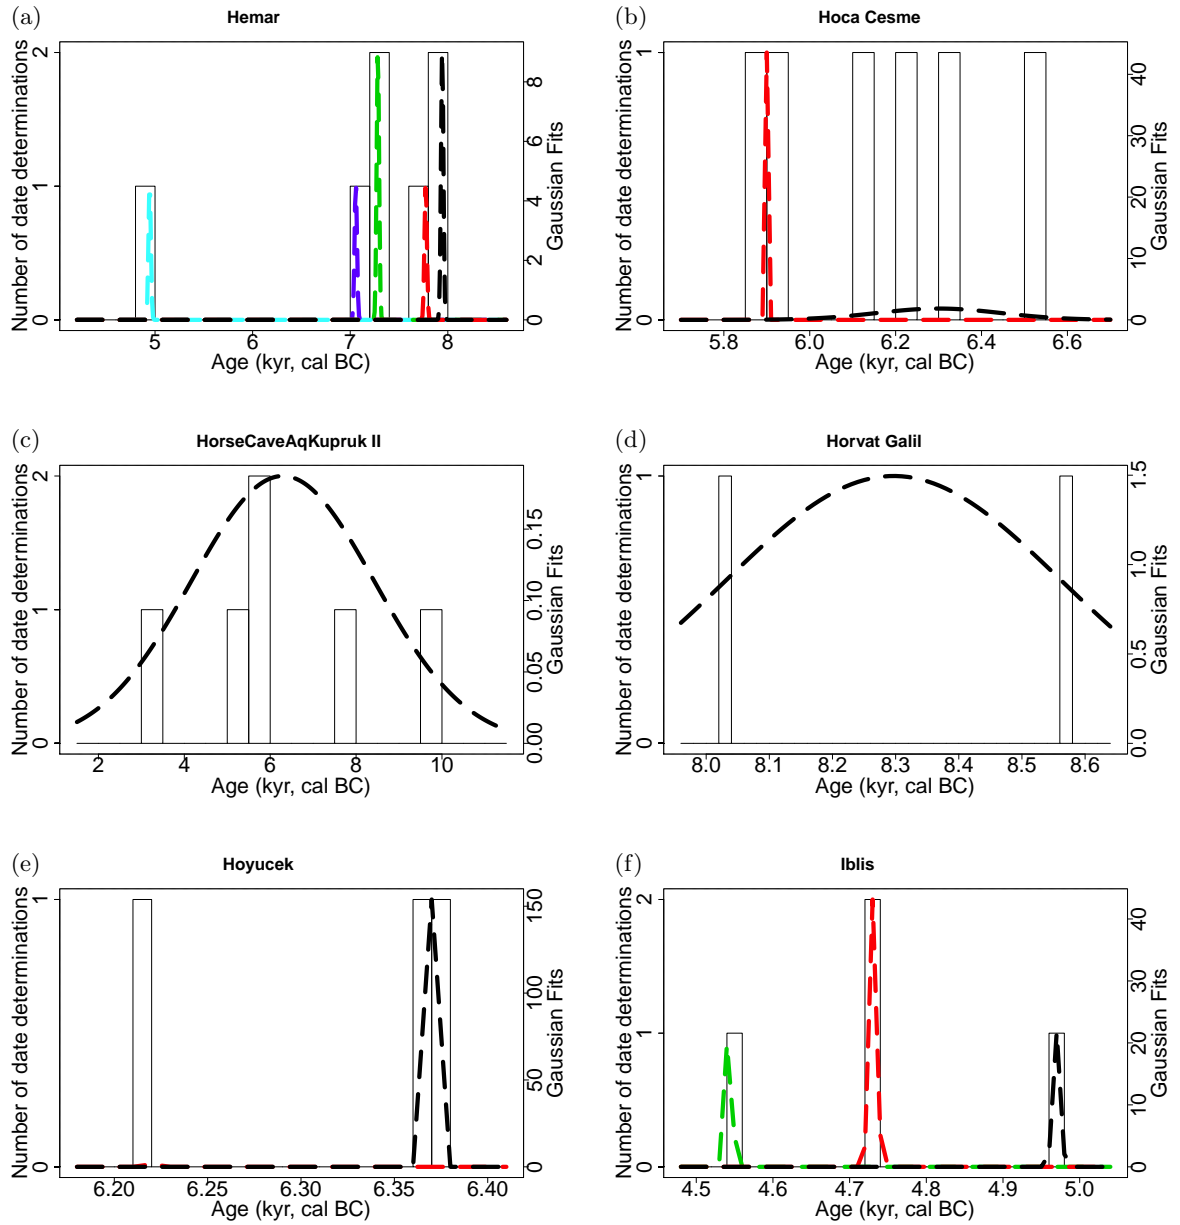 (a)
Hemar
Number of date determinations
0 1 2
5 6 7 8
Age (kyr, cal BC)
0 2 4 6 8
Gaussian Fits
(b)
Hoca Cesme
Number of date determinations
0 1
5.8 6.0 6.2 6.4 6.6
Age (kyr, cal BC)
0 10 20 30 40
Gaussian Fits
(c)
HorseCaveAqKupruk II
Number of date determinations
0 1 2
2 4 6 8 10
Age (kyr, cal BC)
0.00 0.05 0.10 0.15
Gaussian Fits
(d)
Horvat Galil
Number of date determinations
0 1
8.0 8.1 8.2 8.3 8.4 8.5 8.6
Age (kyr, cal BC)
0.0 0.5 1.0 1.5
Gaussian Fits
(e)
Hoyucek
Number of date determinations
0 1
6.20 6.25 6.30 6.35 6.40
Age (kyr, cal BC)
0 50 100 150
Gaussian Fits
(f)
Iblis
Number of date determinations
0 1 2
4.5 4.6 4.7 4.8 4.9 5.0
Age (kyr, cal BC)
0 10 20 30 40
Gaussian Fits